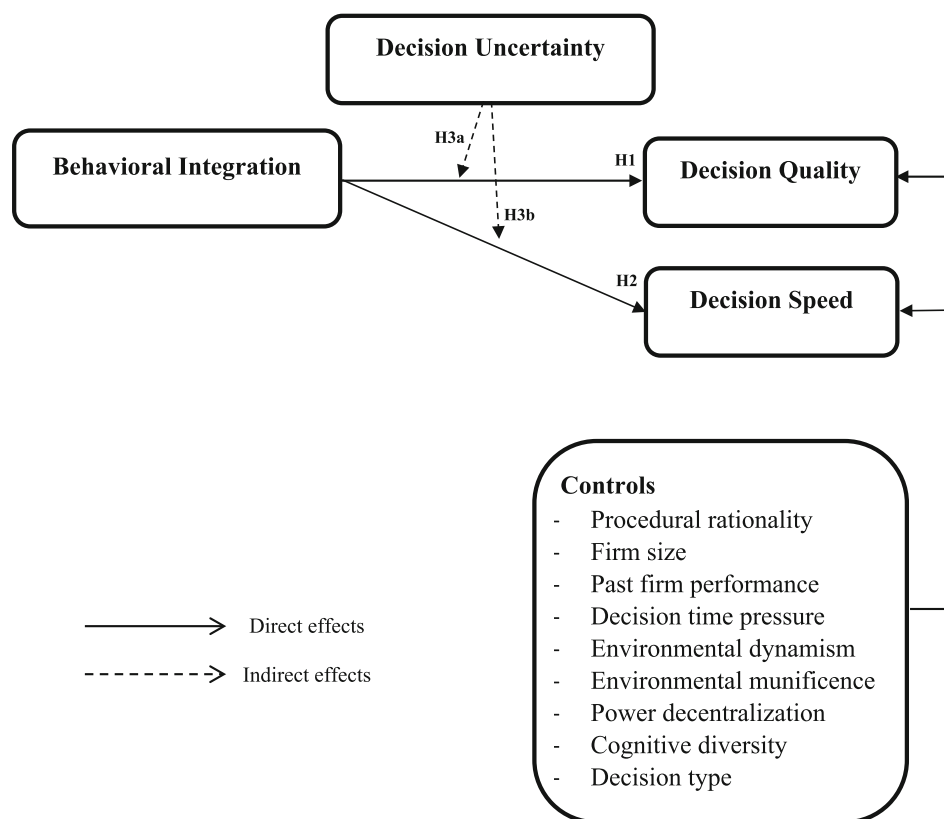 Decision Uncertainty
H3a
Behavioral Integration
H1
Decision Quality
H3b
H2
Decision Speed
Controls
- Procedural rationality
- Firm size
- Past firm performance
- Decision time pressure
- Environmental dynamism
- Environmental munificence
- Power decentralization
- Cognitive diversity
- Decision type
Direct effects
Indirect effects